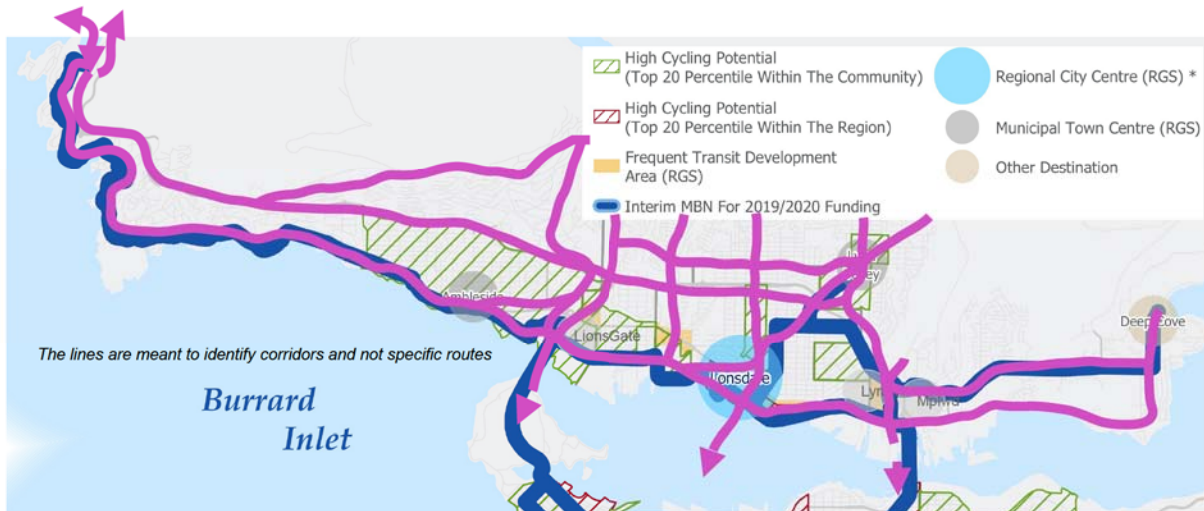 High Cycling Potential
(Top 20 Percentile Within The Community)
High Cycling Potential
(Top 20 Percentile Within The Region)
Frequent Transit Development
Area (RGS)
Interim MBN For 2019/2020 Funding
Regional City Centre (RGS) *
Municipal Town Centre (RGS)
Other Destination
Ambleside
LionsGate
Deep Cove
Lonsdale
The lines are meant to identify corridors and not specific routes
Burrard
Inlet